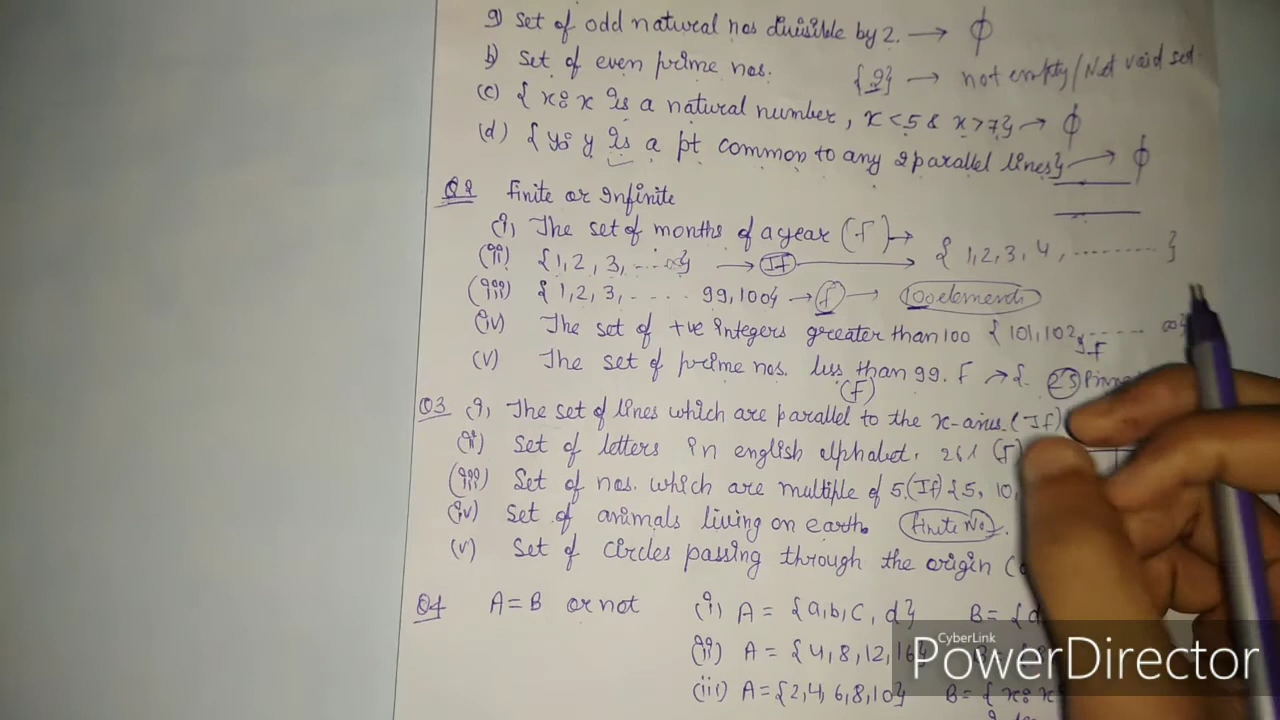 g) Set of odd natural nos divisible by 2. → ϕ
b) Set of even prime nos. {2} → not empty/Not void set.
(c) { x : x is a natural number, x < 5 & x > 7} → ϕ
(d) { y : y is a pt common to any 2 parallel lines} → ϕ
Q2 Finite or Infinite
(i) The set of months of a year (f) →
(ii) {1, 2, 3, ..... ∞} → If → { 1, 2, 3, 4, .......... }
(iii) { 1, 2, 3, ..... 99, 100} → f → 100 elements
(iv) The set of +ve integers greater than 100 { 101, 102, ...... ∞} If
(v) The set of prime nos. less than 99. F → { 25
(F)
Q3 i) The set of lines which are parallel to the x-axis. (If)
(ii) Set of letters in english alphabet. (f)
(iii) Set of nos. which are multiple of 5. (If) {5, 10,
(iv) Set of animals living on earth. finite No.
(v) Set of circles passing through the origin (
Q4 A = B or not (i) A = {a, b, c, d} B = {d
(ii) A = {4, 8, 12, 16} B = {8
(iii) A = {2, 4, 6, 8, 10} B = { x : x
CyberLink
PowerDirector